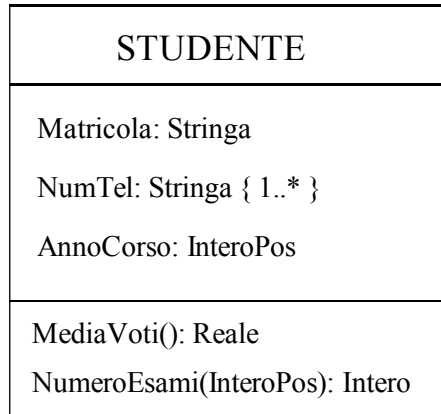 STUDENTE
Matricola: Stringa
NumTel: Stringa { 1..* }
AnnoCorso: InteroPos
MediaVoti(): Reale
NumeroEsami(InteroPos): Intero